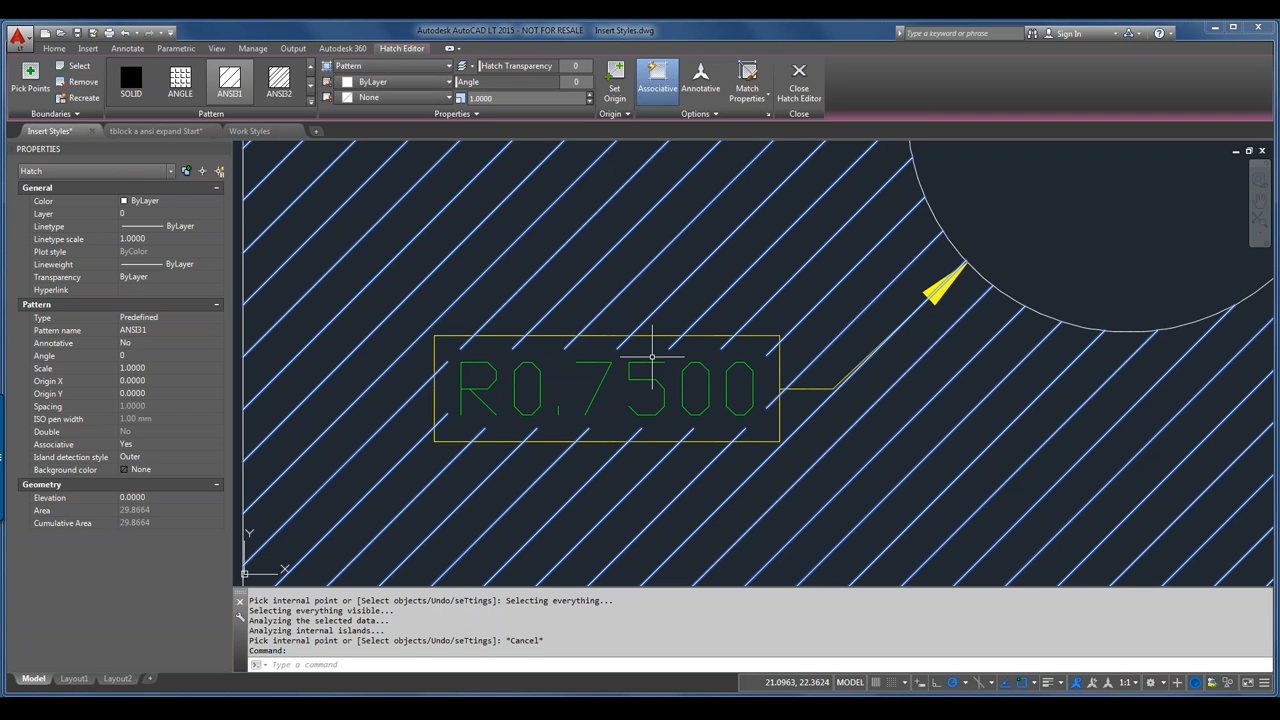 Autodesk AutoCAD LT 2015 - NOT FOR RESALE Insert Styles.dwg
Type a keyword or phrase
Sign In
LT
Home Insert Annotate Parametric View Manage Output Autodesk 360 Hatch Editor
Pick Points
Select
Remove
Recreate
Boundaries
SOLID
ANGLE
ANSI31
ANSI32
Pattern
Pattern
ByLayer
None
Hatch Transparency 0
Angle 0
1.0000
Properties
Set
Origin
Origin
Associative
Annotative
Match
Properties
Options
Close
Hatch Editor
Close
Insert Styles*
tblock a ansi expand Start*
Work Styles
PROPERTIES
Hatch
General
Color ByLayer
Layer 0
Linetype ByLayer
Linetype scale 1.0000
Plot style ByColor
Lineweight ByLayer
Transparency ByLayer
Hyperlink
Pattern
Type Predefined
Pattern name ANSI31
Annotative No
Angle 0
Scale 1.0000
Origin X 0.0000
Origin Y 0.0000
Spacing 1.0000
ISO pen width 1.00 mm
Double No
Associative Yes
Island detection style Outer
Background color None
Geometry
Elevation 0.0000
Area 29.8664
Cumulative Area 29.8664
R0.7500
Y
X
Pick internal point or [Select objects/Undo/seTtings]: Selecting everything...
Selecting everything visible...
Analyzing the selected data...
Analyzing internal islands...
Pick internal point or [Select objects/Undo/seTtings]: *Cancel*
Command:
Type a command
Model Layout1 Layout2
21.0963, 22.3624 MODEL
1:1